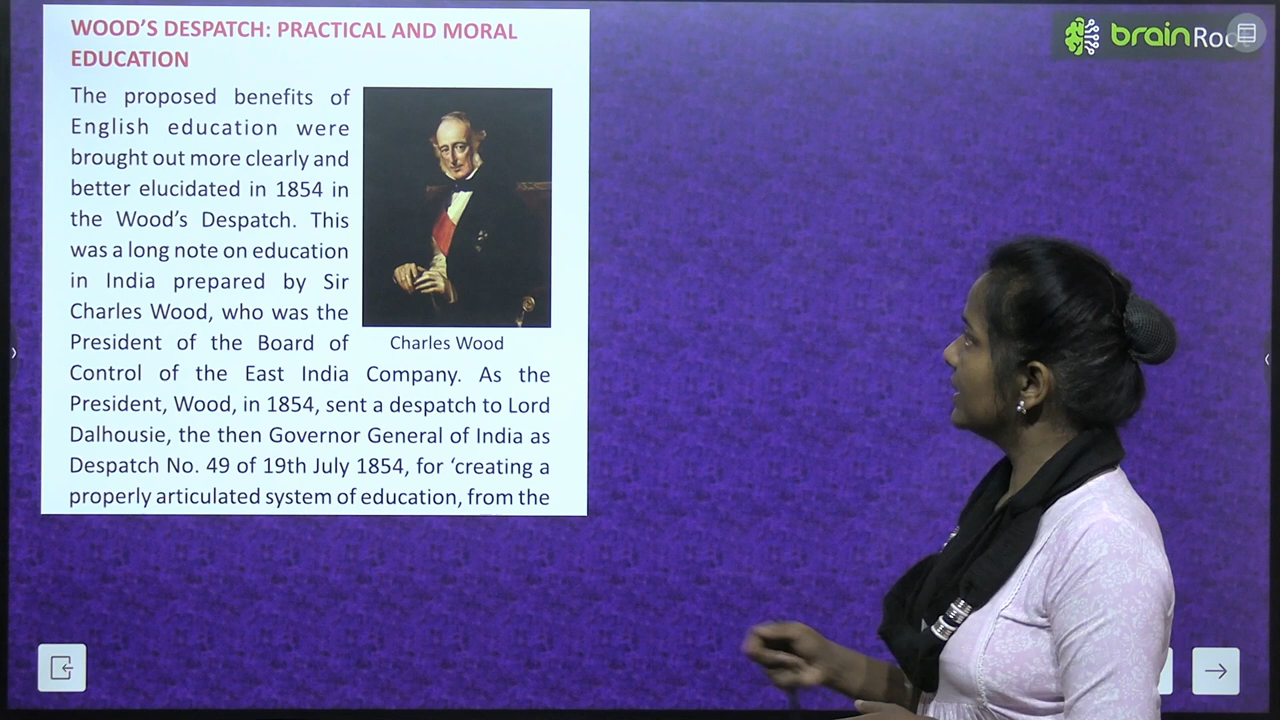 WOOD’S DESPATCH: PRACTICAL AND MORAL
EDUCATION
The proposed benefits of
English education were
brought out more clearly and
better elucidated in 1854 in
the Wood’s Despatch. This
was a long note on education
in India prepared by Sir
Charles Wood, who was the
President of the Board of
Control of the East India Company. As the
President, Wood, in 1854, sent a despatch to Lord
Dalhousie, the then Governor General of India as
Despatch No. 49 of 19th July 1854, for ‘creating a
properly articulated system of education, from the
Charles Wood
brain